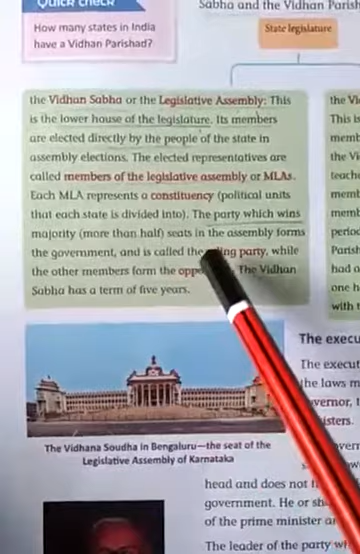 Quick Check
How many states in India
have a Vidhan Parishad?
Sabha and the Vidhan Parish
State legislature
the Vidhan Sabha or the Legislative Assembly: This
is the lower house of the legislature. Its members
are elected directly by the people of the state in
assembly elections. The elected representatives are
called members of the legislative assembly or MLAs.
Each MLA represents a constituency (political units
that each state is divided into). The party which wins
majority (more than half) seats in the assembly forms
the government, and is called the ling party, while
the other members form the opp The Vidhan
Sabha has a term of five years.
the Vi
This is
memb
the Vi
teach
memb
memb
period
Parish
had a
one h
with t
The Vidhana Soudha in Bengaluru—the seat of the
Legislative Assembly of Karnataka
The execu
The execut
the laws m
vernor, t
isters.
vern
head and does not
government. He or sh
of the prime minister a
The leader of the party wh